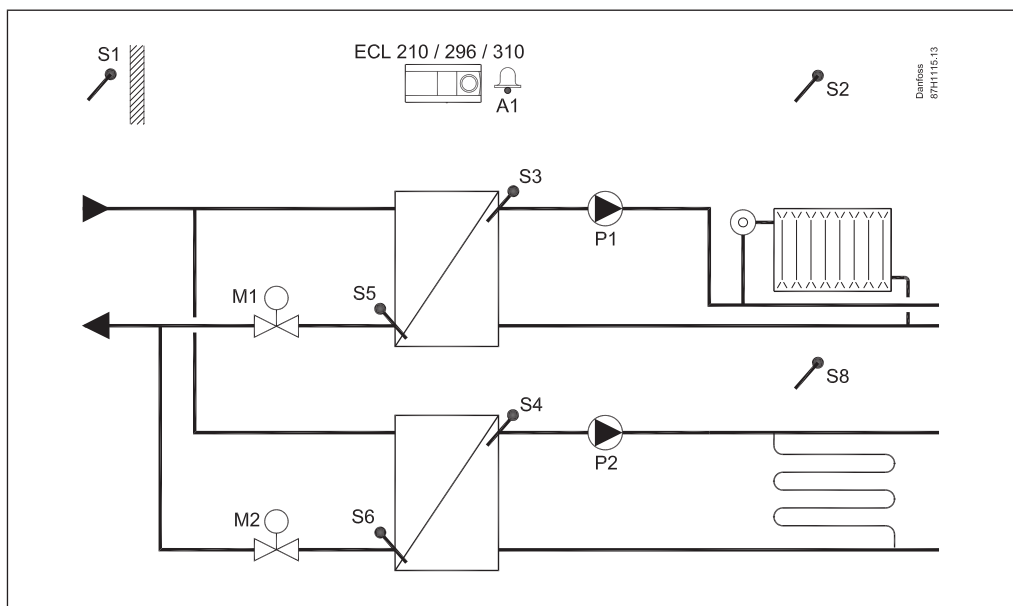 S1
ECL 210 / 296 / 310
A1
S2
Danfoss
87H1115.13
S3
P1
M1
S5
S8
S4
P2
M2
S6